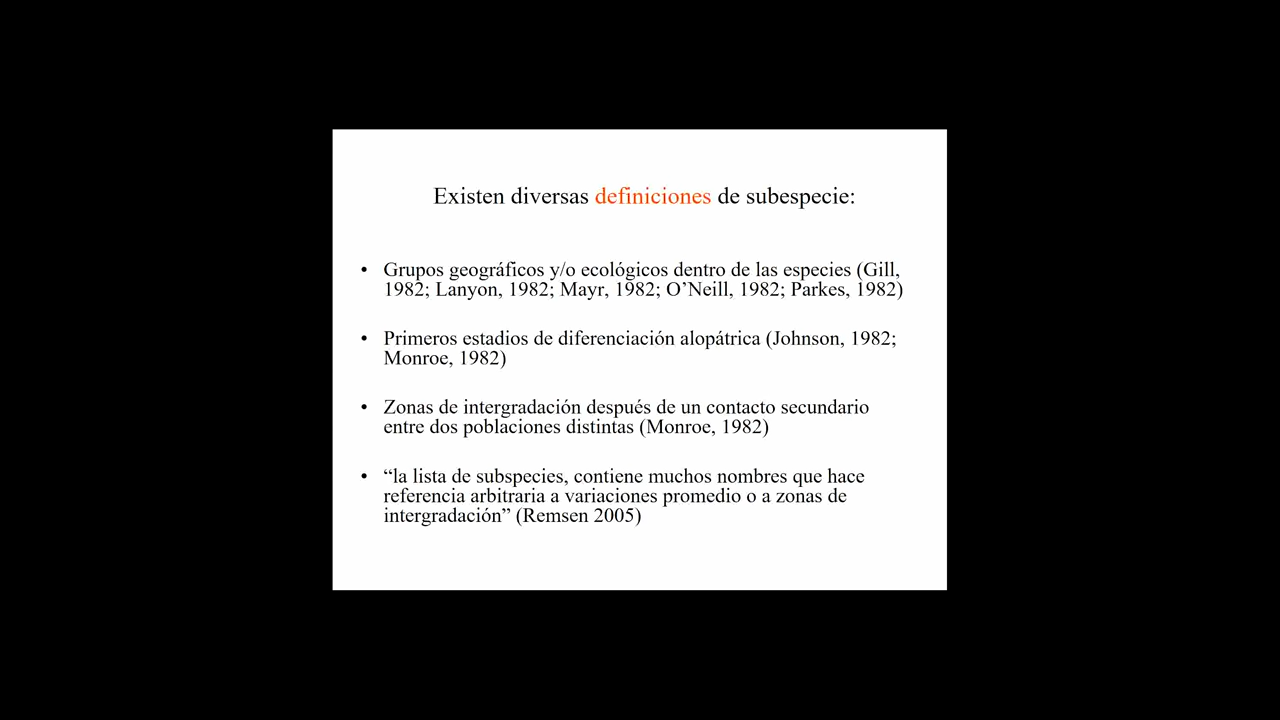 Existen diversas definiciones de subespecie:
• Grupos geográficos y/o ecológicos dentro de las especies (Gill,
1982; Lanyon, 1982; Mayr, 1982; O’Neill, 1982; Parkes, 1982)
• Primeros estadios de diferenciación alopátrica (Johnson, 1982;
Monroe, 1982)
• Zonas de intergradación después de un contacto secundario
entre dos poblaciones distintas (Monroe, 1982)
• “la lista de subspecies, contiene muchos nombres que hace
referencia arbitraria a variaciones promedio o a zonas de
intergradación” (Remsen 2005)